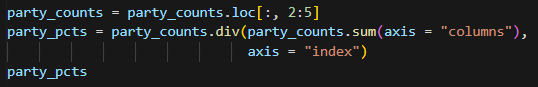 party_counts = party_counts.loc[:, 2:5]
party_pcts = party_counts.div(party_counts.sum(axis = "columns"),
axis = "index")
party_pcts